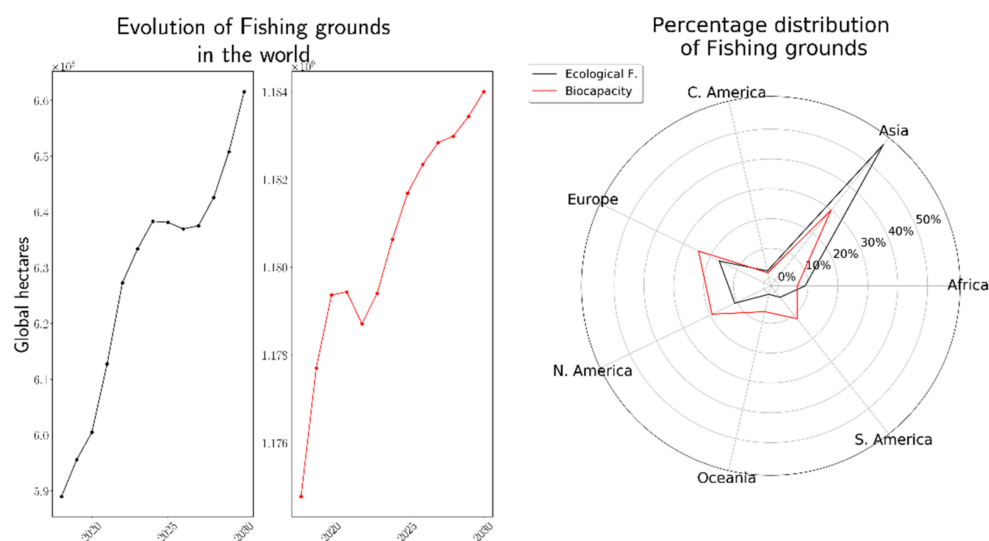 Evolution of Fishing grounds
in the world
Global hectares
6.6
6.5
6.4
6.3
6.2
6.1
6.0
5.9
2020
2025
2030
1.184
1.182
1.180
1.179
1.176
2020
2025
2030
Percentage distribution
of Fishing grounds
Ecological F.
Biocapacity
C. America
Asia
Europe
50%
40%
30%
20%
10%
0%
Africa
N. America
S. America
Oceania